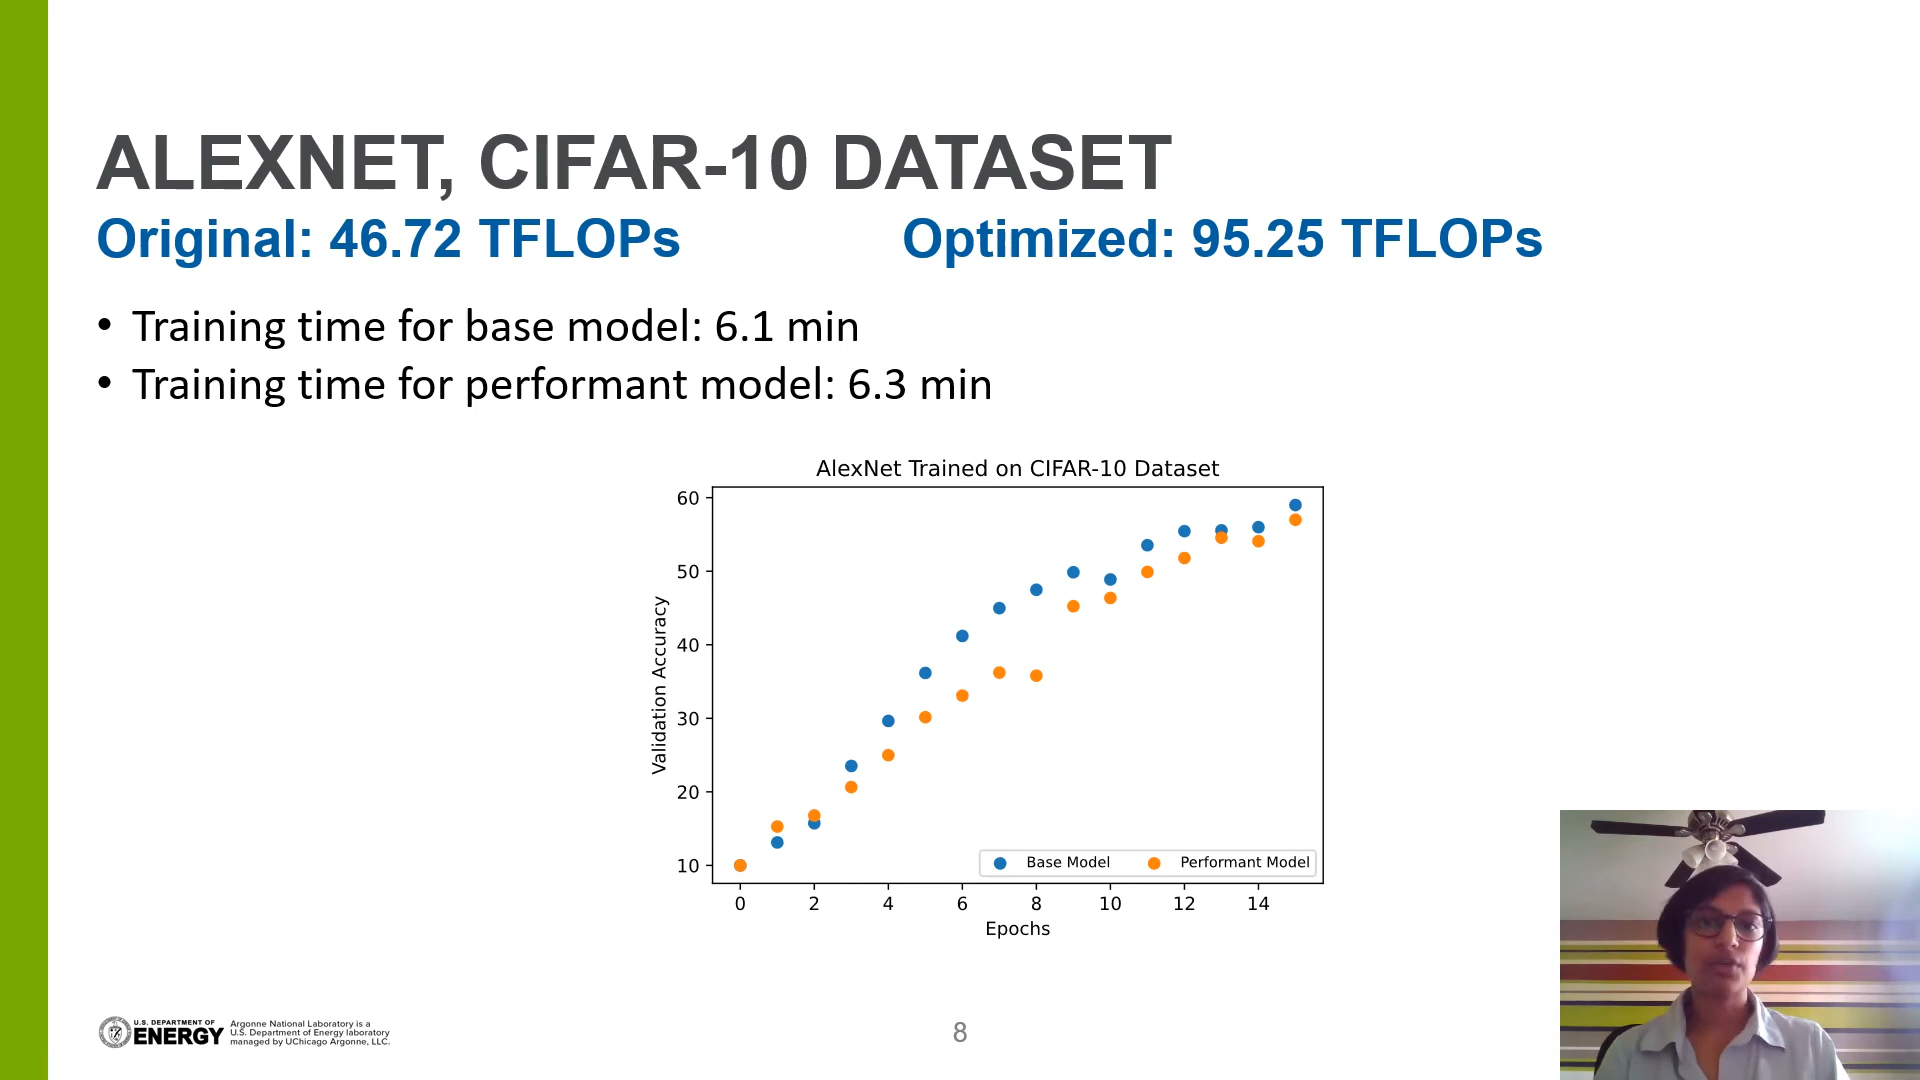 ALEXNET, CIFAR-10 DATASET
Original: 46.72 TFLOPs Optimized: 95.25 TFLOPs
• Training time for base model: 6.1 min
• Training time for performant model: 6.3 min
AlexNet Trained on CIFAR-10 Dataset
60
50
40
30
20
10
Validation Accuracy
Base Model Performant Model
0 2 4 6 8 10 12 14
Epochs
U.S. DEPARTMENT OF
ENERGY
Argonne National Laboratory is a
U.S. Department of Energy laboratory
managed by UChicago Argonne, LLC.
8